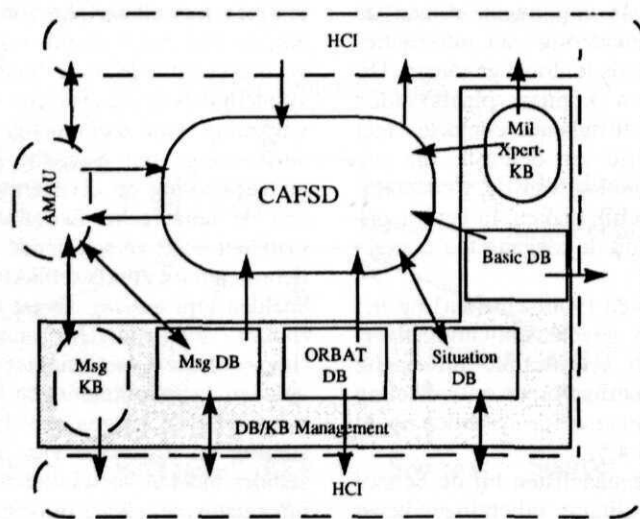 HCI
Mil
Xpert-
KB
AMAU
CAFSD
Basic DB
Msg
KB
Msg DB
ORBAT
DB
Situation
DB
DB/KB Management
HCI